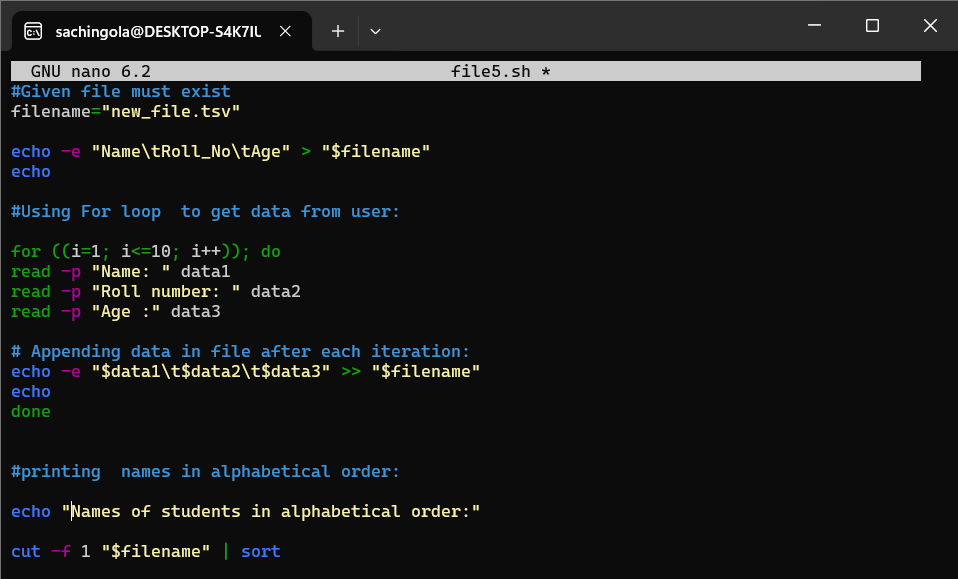 sachingola@DESKTOP-S4K7IU
GNU nano 6.2 file5.sh *
#Given file must exist
filename="new_file.tsv"
echo -e "Name\tRoll_No\tAge" > "$filename"
echo
#Using For loop  to get data from user:
for ((i=1; i<=10; i++)); do
read -p "Name: " data1
read -p "Roll number: " data2
read -p "Age :" data3
# Appending data in file after each iteration:
echo -e "$data1\t$data2\t$data3" >> "$filename"
echo
done
#printing  names in alphabetical order:
echo "Names of students in alphabetical order:"
cut -f 1 "$filename" | sort